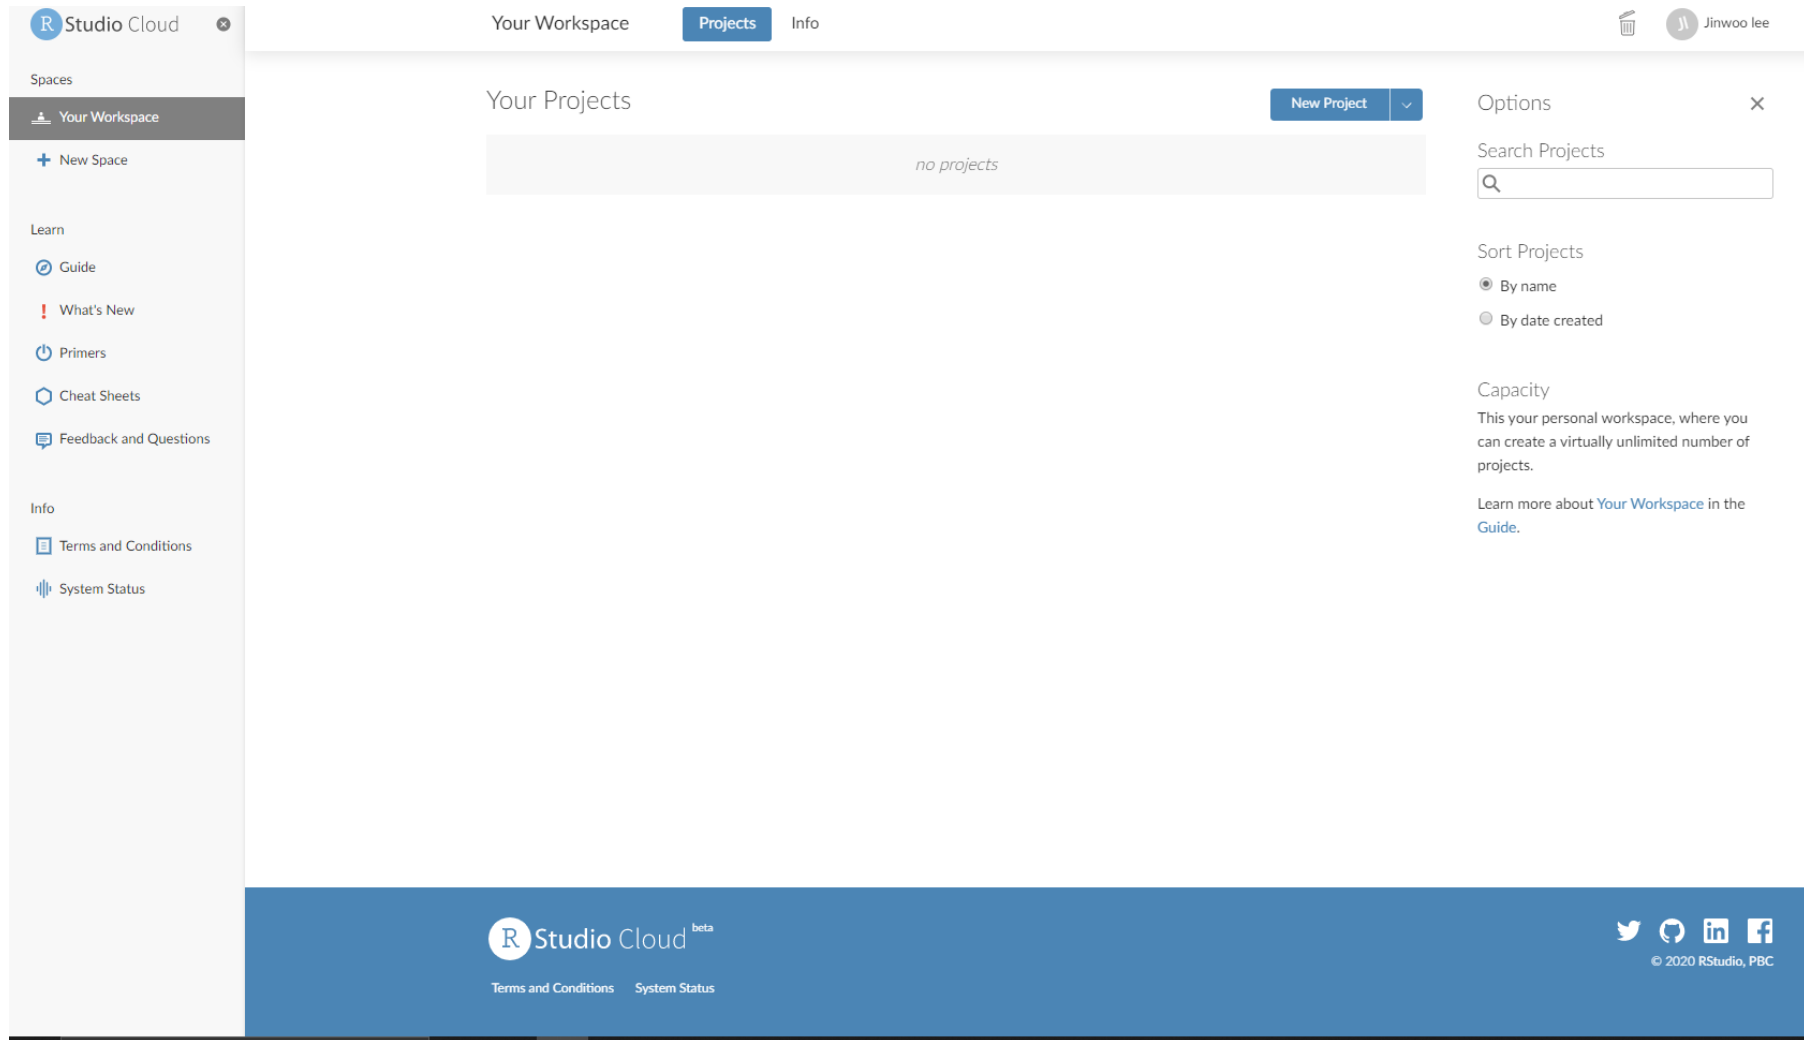 R Studio Cloud
Your Workspace
Projects
Info
JI
Jinwoo lee
Spaces
Your Workspace
New Space
Learn
Guide
What's New
Primers
Cheat Sheets
Feedback and Questions
Info
Terms and Conditions
System Status
Your Projects
New Project
no projects
Options
Search Projects
Sort Projects
By name
By date created
Capacity
This your personal workspace, where you
can create a virtually unlimited number of
projects.
Learn more about Your Workspace in the
Guide.
R Studio Cloud beta
Terms and Conditions
System Status
© 2020 RStudio, PBC